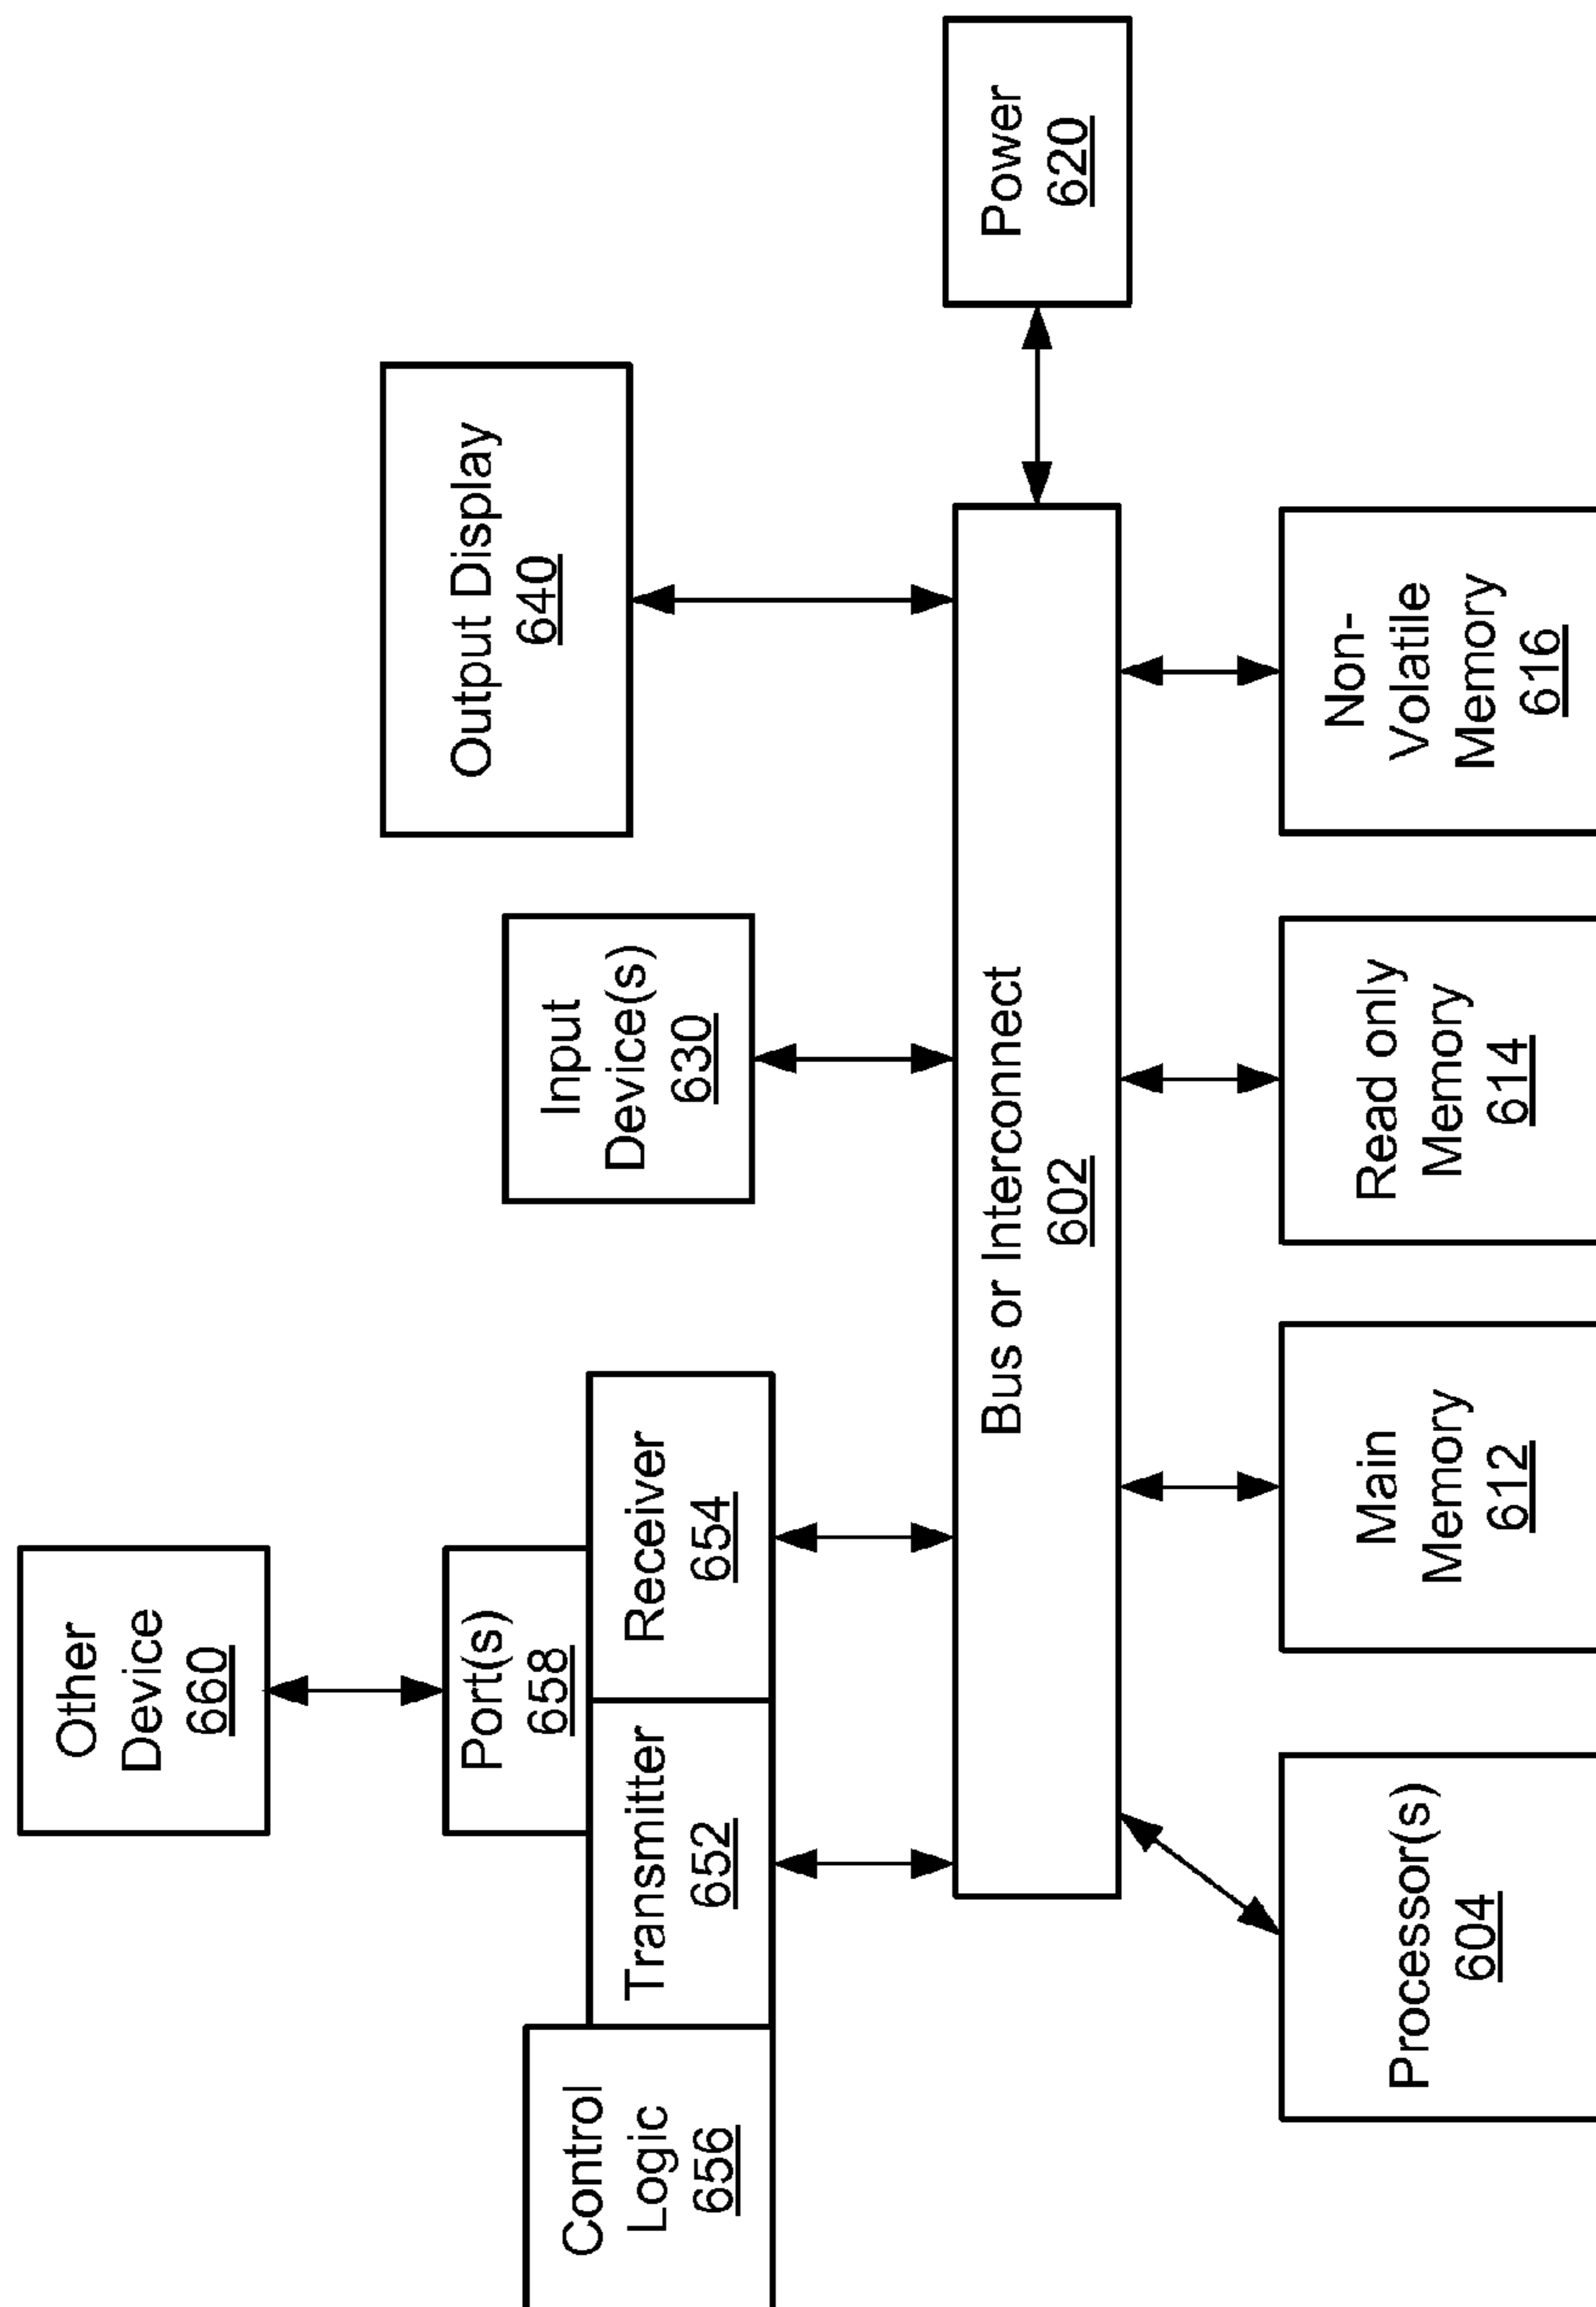 Other
Device
660
Port(s)
658
Control
Logic
656
Transmitter
652
Receiver
654
Input
Device(s)
630
Output Display
640
Bus or Interconnect
602
Power
620
Processor(s)
604
Main
Memory
612
Read only
Memory
614
Non-
Volatile
Memory
616